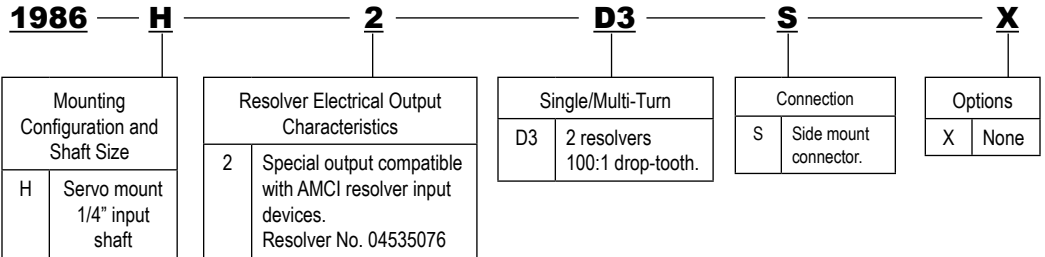 1986 H 2 D3 S X
Mounting
Configuration and
Shaft Size
H Servo mount
1/4” input
shaft
Resolver Electrical Output
Characteristics
2 Special output compatible
with AMCI resolver input
devices.
Resolver No. 04535076
Single/Multi-Turn
D3 2 resolvers
100:1 drop-tooth.
Connection
S Side mount
connector.
Options
X None